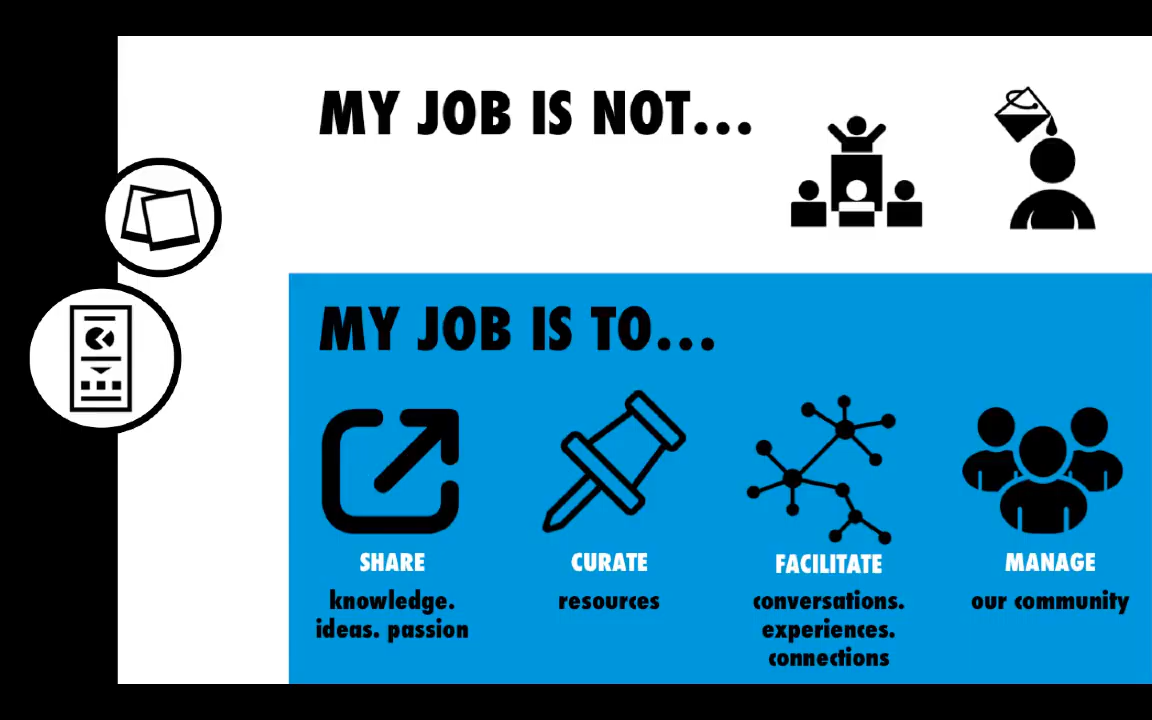 MY JOB IS NOT...
MY JOB IS TO...
SHARE
knowledge.
ideas. passion
CURATE
resources
FACILITATE
conversations.
experiences.
connections
MANAGE
our community